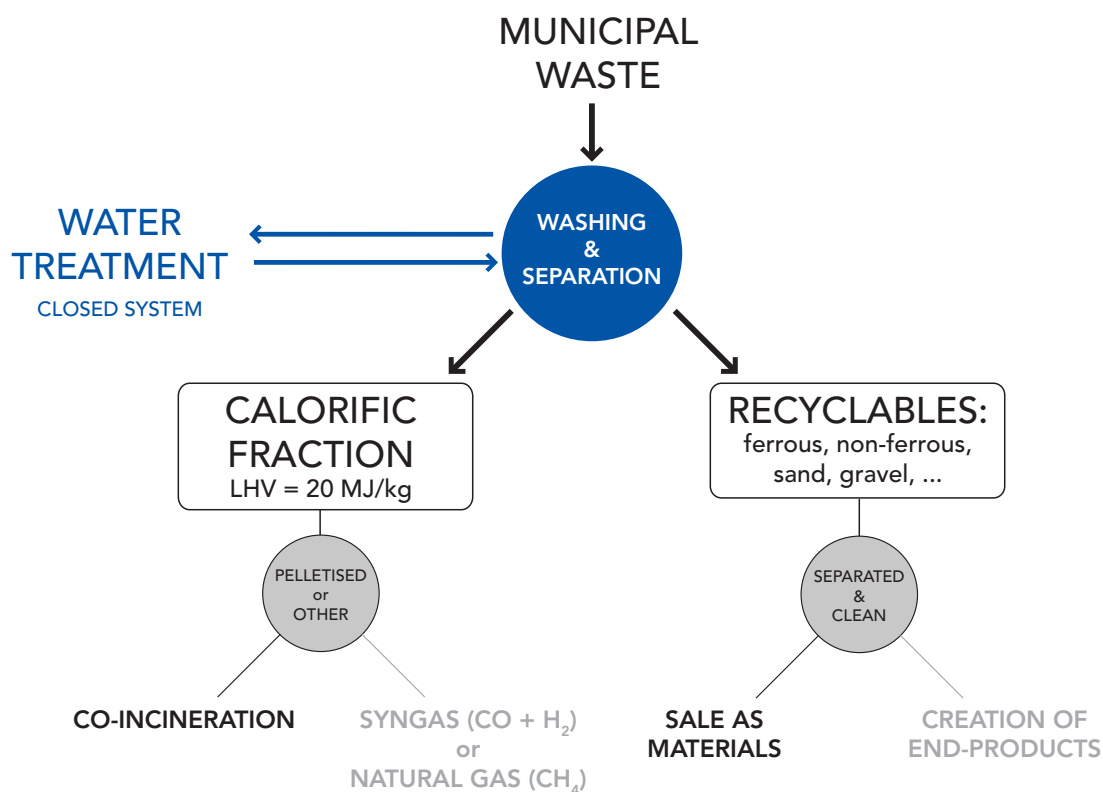 MUNICIPAL
WASTE
WASHING
&
SEPARATION
WATER
TREATMENT
CLOSED SYSTEM
CALORIFIC
FRACTION
LHV = 20 MJ/kg
RECYCLABLES:
ferrous, non-ferrous,
sand, gravel, ...
PELLETISED
or
OTHER
SEPARATED
&
CLEAN
CO-INCINERATION
SYNGAS (CO + H₂)
or
NATURAL GAS (CH₄)
SALE AS
MATERIALS
CREATION OF
END-PRODUCTS